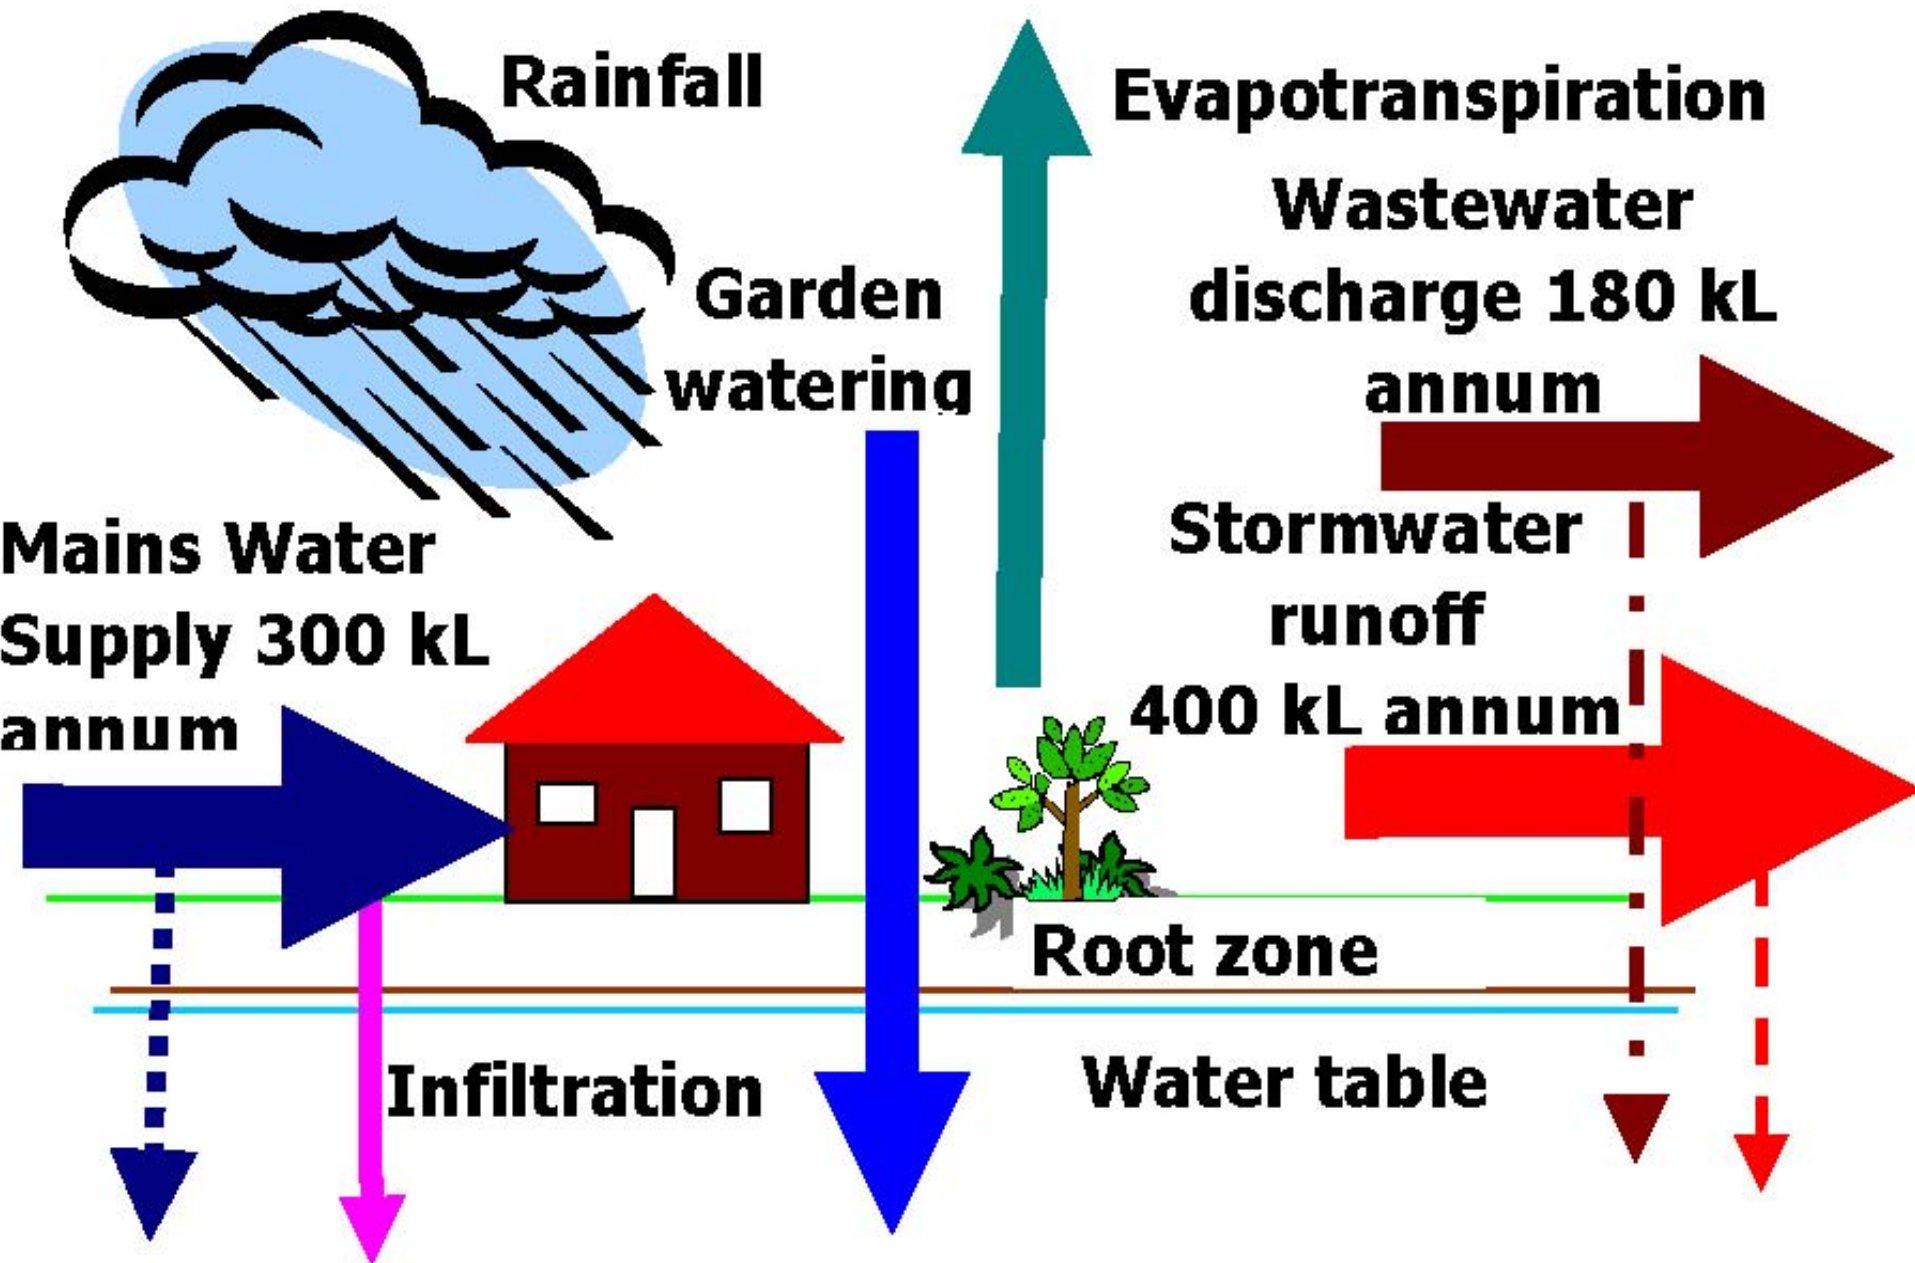 Rainfall
Evapotranspiration
Garden
watering
Wastewater
discharge 180 kL
annum
Mains Water
Supply 300 kL
annum
Stormwater
runoff
400 kL annum
Root zone
Infiltration
Water table